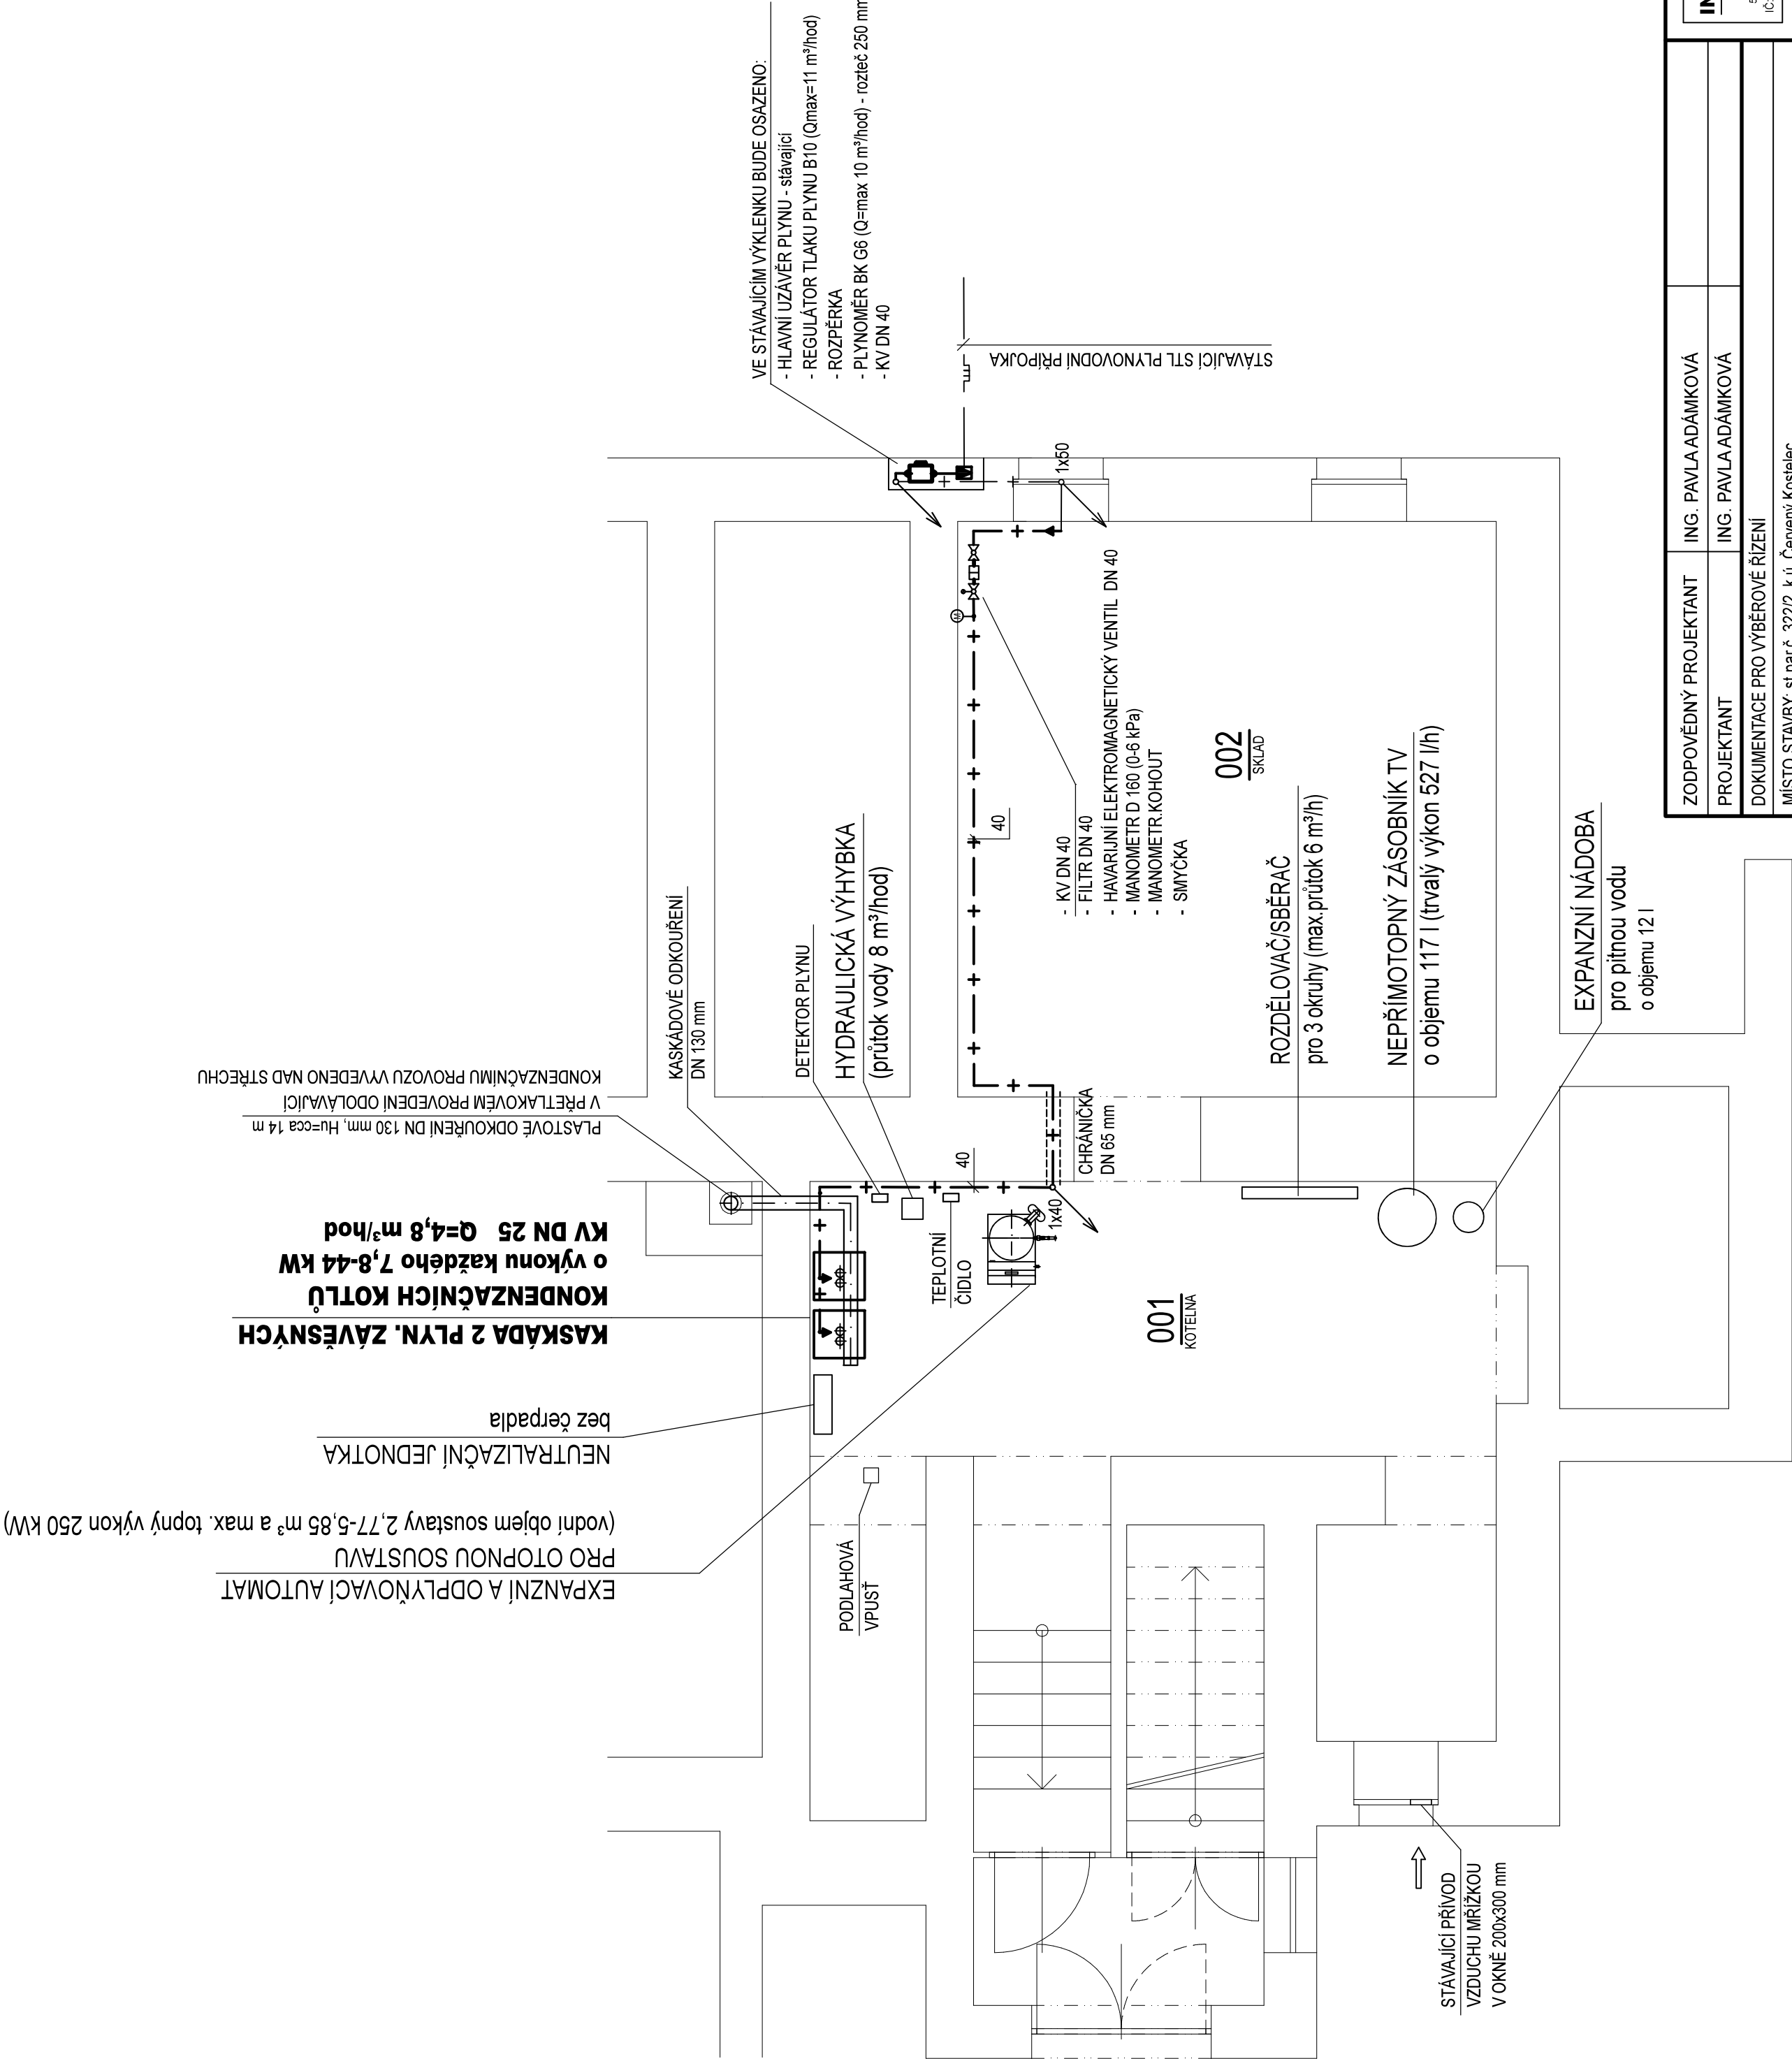 VE STÁVAJÍCÍM VÝKLENKU BUDE OSAZENO:
- HLAVNÍ UZÁVĚR PLYNU - stávající
- REGULÁTOR TLAKU PLYNU B10 (Qmax=11 m³/hod)
- ROZPĚRKA
- PLYNOMĚR BK G6 (Q=max 10 m³/hod) - rozteč 250 mm
- KV DN 40
STÁVAJÍCÍ STL PLYNOVODNÍ PŘÍPOJKA
1x50
KASKÁDOVÉ ODKOUŘENÍ
DN 130 mm
DETEKTOR PLYNU
HYDRAULICKÁ VÝHYBKA
(průtok vody 8 m³/hod)
40
- KV DN 40
- FILTR DN 40
- HAVARIJNÍ ELEKTROMAGNETICKÝ VENTIL DN 40
- MANOMETR D 160 (0-6 kPa)
- MANOMETR.KOHOUT
- SMYČKA
M
002
SKLAD
ROZDĚLOVAČ/SBĚRAČ
pro 3 okruhy (max.průtok 6 m³/h)
NEPŘÍMOTOPNÝ ZÁSOBNÍK TV
o objemu 117 l (trvalý výkon 527 l/h)
EXPANZNÍ NÁDOBA
pro pitnou vodu
o objemu 12 l
PLASTOVÉ ODKOUŘENÍ DN 130 mm, Hu=cca 14 m
V PŘETLAKOVÉM PROVEDENÍ ODOLÁVAJÍCÍ
KONDENZAČNÍMU PROVOZU VYVEDENO NAD STŘECHU
KASKÁDA 2 PLYN. ZÁVĚSNÝCH
KONDENZAČNÍCH KOTLŮ
o výkonu každého 7,8-44 kW
KV DN 25 Q=4,8 m³/hod
NEUTRALIZAČNÍ JEDNOTKA
bez čerpadla
EXPANZNÍ A ODPLYŇOVACÍ AUTOMAT
PRO OTOPNOU SOUSTAVU
(vodní objem soustavy 2,77-5,85 m³ a max. topný výkon 250 kW)
CHRÁNIČKA
DN 65 mm
40
1x40
TEPLOTNÍ
ČIDLO
001
KOTELNA
PODLAHOVÁ
VPUSŤ
STÁVAJÍCÍ PŘÍVOD
VZDUCHU MŘÍŽKOU
V OKNĚ 200x300 mm
ZODPOVĚDNÝ PROJEKTANT ING. PAVLA ADÁMKOVÁ
PROJEKTANT ING. PAVLA ADÁMKOVÁ
DOKUMENTACE PRO VÝBĚROVÉ ŘÍZENÍ
MÍSTO STAVBY: st.par.č. 322/2, k.ú. Červený Kostelec
IČ: